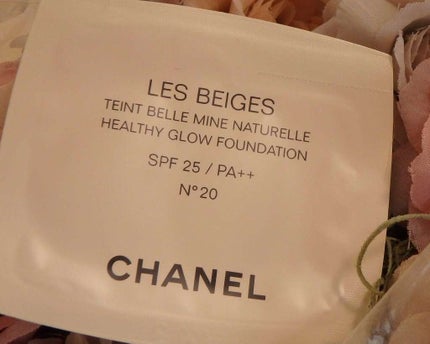 LES BEIGES
TEINT BELLE MINE NATURELLE
HEALTHY GLOW FOUNDATION
SPF 25 / PA++
N°20
CHANEL